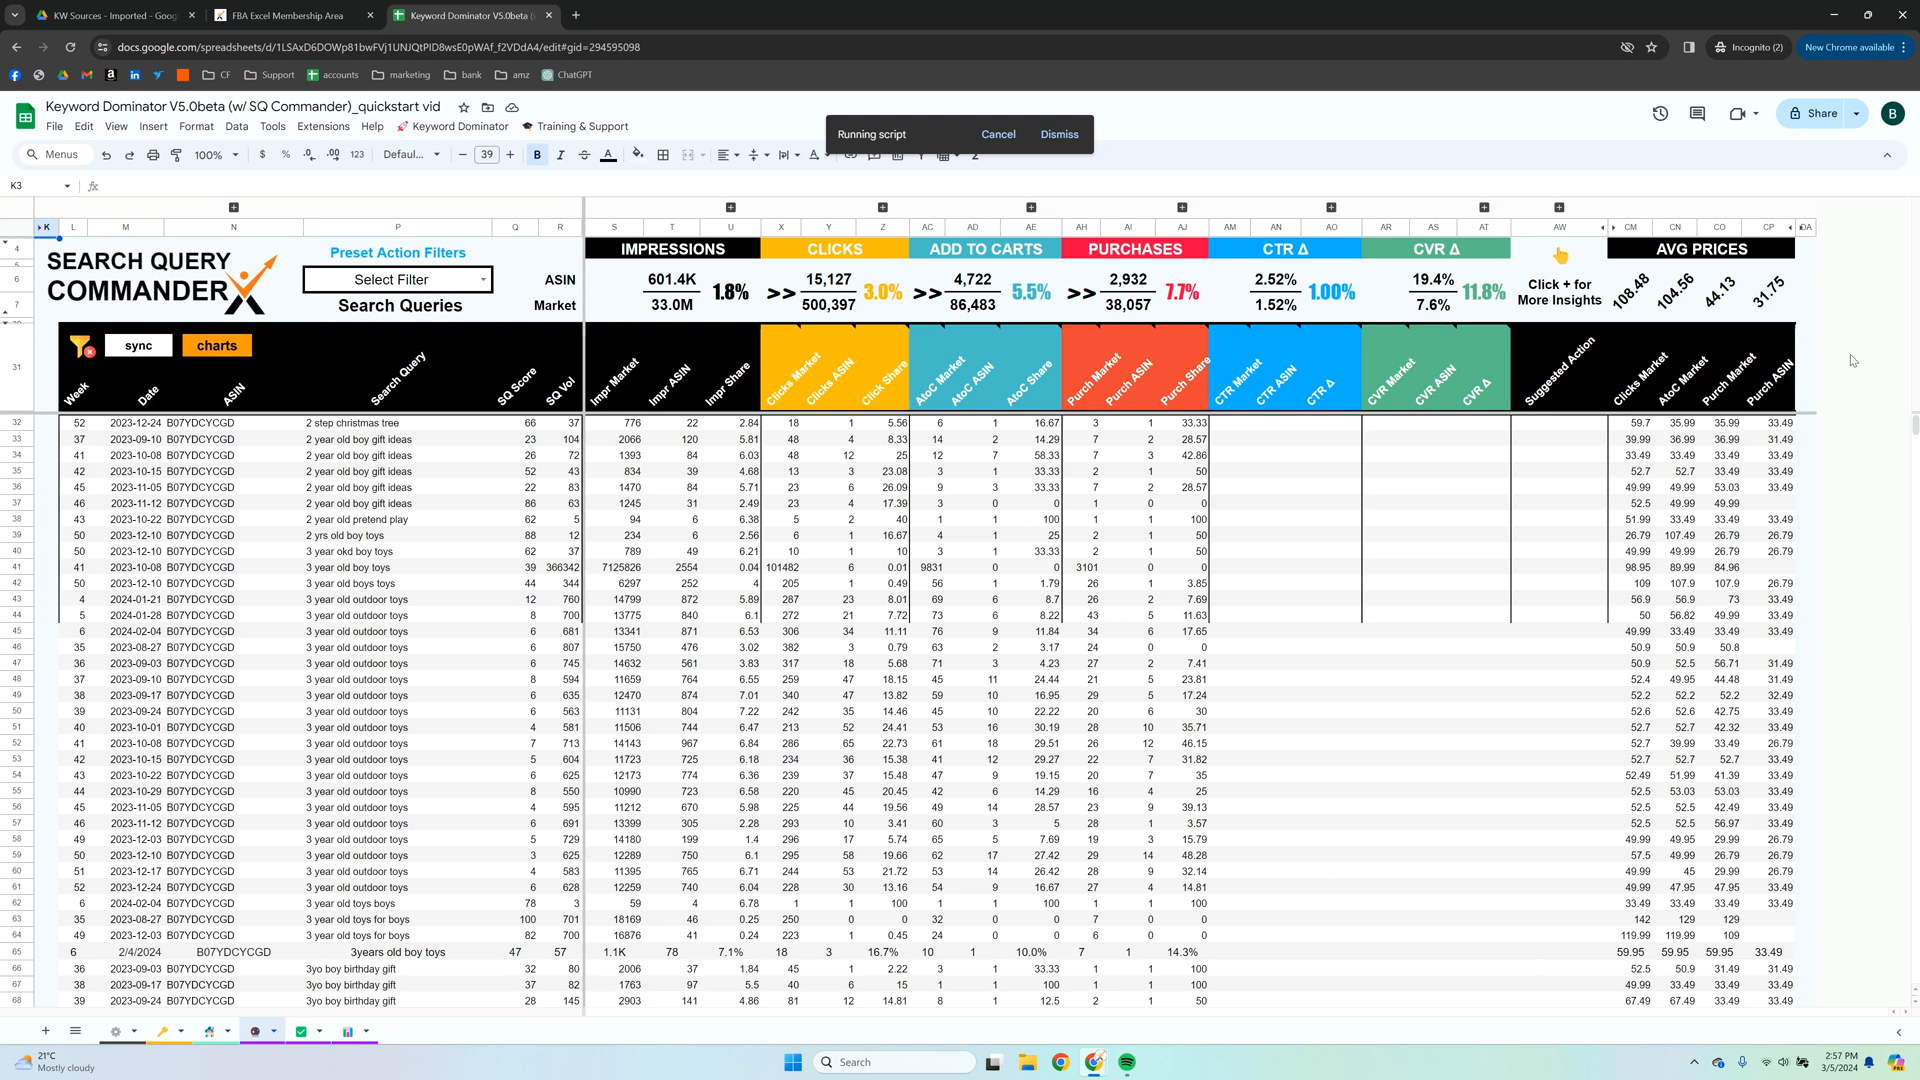 KW Sources - Imported - Goog
FBA Excel Membership Area
Keyword Dominator V5.0beta (w
docs.google.com/spreadsheets/d/1LSAxD6DOWp81bwFVj1UNJQtPlD8wsE0pWAf_f2VDdA4/edit#gid=294595098
Incognito (2)
New Chrome available
CF
Support
accounts
marketing
bank
amz
ChatGPT
Keyword Dominator V5.0beta (w/ SQ Commander)_quickstart vid
File Edit View Insert Format Data Tools Extensions Help Keyword Dominator Training & Support
Running script Cancel Dismiss
Share
B
Menus 100% $ % .0 .00 123 Defaul... 39 B I A
K3 fx
K L M N P Q R S T U X Y Z AC AD AE AH AI AJ AM AN AO AR AS AT AW CM CN CO CP DA
4
SEARCH QUERY
COMMANDER
Preset Action Filters
Select Filter
Search Queries
ASIN
Market
IMPRESSIONS CLICKS ADD TO CARTS PURCHASES CTR Δ CVR Δ AVG PRICES
6 601.4K 1.8% >> 15,127 3.0% >> 4,722 5.5% >> 2,932 7.7% 2.52% 1.00% 19.4% 11.8%
7 33.0M 500,397 86,483 38,057 1.52% 7.6%
Click + for
More Insights
108.48 104.56 44.13 31.75
31
sync charts
Week Date ASIN Search Query SQ Score SQ Vol Impr Market Impr ASIN Impr Share Clicks Market Clicks ASIN Click Share AtoC Market AtoC ASIN AtoC Share Purch Market Purch ASIN Purch Share CTR Market CTR ASIN CTR Δ CVR Market CVR ASIN CVR Δ Suggested Action Clicks Market AtoC Market Purch Market Purch ASIN
32 52 2023-12-24 B07YDCYCGD 2 step christmas tree 66 37 776 22 2.84 18 1 5.56 6 1 16.67 3 1 33.33 59.7 35.99 35.99 33.49
33 37 2023-09-10 B07YDCYCGD 2 year old boy gift ideas 23 104 2066 120 5.81 48 4 8.33 14 2 14.29 7 2 28.57 39.99 36.99 36.99 31.49
34 41 2023-10-08 B07YDCYCGD 2 year old boy gift ideas 26 72 1393 84 6.03 48 12 25 12 7 58.33 7 3 42.86 33.49 33.49 33.49 33.49
35 42 2023-10-15 B07YDCYCGD 2 year old boy gift ideas 52 43 834 39 4.68 13 3 23.08 3 1 33.33 2 1 50 52.7 52.7 33.49 33.49
36 45 2023-11-05 B07YDCYCGD 2 year old boy gift ideas 22 83 1470 84 5.71 23 6 26.09 9 3 33.33 7 2 28.57 49.99 49.99 53.03 33.49
37 46 2023-11-12 B07YDCYCGD 2 year old boy gift ideas 86 63 1245 31 2.49 23 4 17.39 3 0 0 1 0 0 52.5 49.99 49.99
38 43 2023-10-22 B07YDCYCGD 2 year old pretend play 62 5 94 6 6.38 5 2 40 1 1 100 1 1 100 51.99 33.49 33.49 33.49
39 50 2023-12-10 B07YDCYCGD 2 yrs old boy toys 88 12 234 6 2.56 6 1 16.67 4 1 25 2 1 50 26.79 107.49 26.79 26.79
40 50 2023-12-10 B07YDCYCGD 3 year okd boy toys 62 37 789 49 6.21 10 1 10 3 1 33.33 2 1 50 49.99 49.99 26.79 26.79
41 41 2023-10-08 B07YDCYCGD 3 year old boy toys 39 366342 7125826 2554 0.04 101482 6 0.01 9831 0 0 3101 0 0 98.95 89.99 84.96
42 50 2023-12-10 B07YDCYCGD 3 year old boys toys 44 344 6297 252 4 205 1 0.49 56 1 1.79 26 1 3.85 109 107.9 107.9 26.79
43 4 2024-01-21 B07YDCYCGD 3 year old outdoor toys 12 760 14799 872 5.89 287 23 8.01 69 6 8.7 26 2 7.69 56.9 56.9 73 33.49
44 5 2024-01-28 B07YDCYCGD 3 year old outdoor toys 8 700 13775 840 6.1 272 21 7.72 73 6 8.22 43 5 11.63 50 56.82 49.99 33.49
45 6 2024-02-04 B07YDCYCGD 3 year old outdoor toys 6 681 13341 871 6.53 306 34 11.11 76 9 11.84 34 6 17.65 49.99 33.49 33.49 33.49
46 35 2023-08-27 B07YDCYCGD 3 year old outdoor toys 6 807 15750 476 3.02 382 3 0.79 63 2 3.17 24 0 0 50.9 50.9 50.8
47 36 2023-09-03 B07YDCYCGD 3 year old outdoor toys 6 745 14632 561 3.83 317 18 5.68 71 3 4.23 27 2 7.41 50.9 52.5 56.71 31.49
48 37 2023-09-10 B07YDCYCGD 3 year old outdoor toys 8 594 11659 764 6.55 259 47 18.15 45 11 24.44 21 5 23.81 52.4 49.95 44.48 31.49
49 38 2023-09-17 B07YDCYCGD 3 year old outdoor toys 6 635 12470 874 7.01 340 47 13.82 59 10 16.95 29 5 17.24 52.2 52.2 52.2 32.49
50 39 2023-09-24 B07YDCYCGD 3 year old outdoor toys 6 563 11131 804 7.22 242 35 14.46 45 10 22.22 20 6 30 52.6 52.6 42.75 33.49
51 40 2023-10-01 B07YDCYCGD 3 year old outdoor toys 4 581 11506 744 6.47 213 52 24.41 53 16 30.19 28 10 35.71 52.7 52.7 42.32 33.49
52 41 2023-10-08 B07YDCYCGD 3 year old outdoor toys 7 713 14143 967 6.84 286 65 22.73 61 18 29.51 26 12 46.15 52.7 39.99 33.49 26.79
53 42 2023-10-15 B07YDCYCGD 3 year old outdoor toys 5 604 11723 725 6.18 234 36 15.38 41 12 29.27 22 7 31.82 52.7 52.7 52.7 33.49
54 43 2023-10-22 B07YDCYCGD 3 year old outdoor toys 6 625 12173 774 6.36 239 37 15.48 47 9 19.15 20 7 35 52.49 51.99 41.39 33.49
55 44 2023-10-29 B07YDCYCGD 3 year old outdoor toys 8 550 10990 723 6.58 220 45 20.45 42 6 14.29 16 4 25 52.5 53.03 53.03 33.49
56 45 2023-11-05 B07YDCYCGD 3 year old outdoor toys 4 595 11212 670 5.98 225 44 19.56 49 14 28.57 23 9 39.13 52.5 52.5 42.49 33.49
57 46 2023-11-12 B07YDCYCGD 3 year old outdoor toys 6 691 13399 305 2.28 293 10 3.41 60 3 5 28 1 3.57 52.5 52.5 56.97 33.49
58 49 2023-12-03 B07YDCYCGD 3 year old outdoor toys 5 729 14180 199 1.4 296 17 5.74 65 5 7.69 19 3 15.79 49.99 49.95 29.99 26.79
59 50 2023-12-10 B07YDCYCGD 3 year old outdoor toys 3 625 12289 750 6.1 295 58 19.66 62 17 27.42 29 14 48.28 57.5 49.99 26.79 26.79
60 51 2023-12-17 B07YDCYCGD 3 year old outdoor toys 4 583 11395 765 6.71 244 53 21.72 53 14 26.42 28 9 32.14 49.99 45 29.99 26.79
61 52 2023-12-24 B07YDCYCGD 3 year old outdoor toys 6 628 12259 740 6.04 228 30 13.16 54 9 16.67 27 4 14.81 49.99 47.95 47.95 33.49
62 6 2024-02-04 B07YDCYCGD 3 year old toys boys 78 3 59 4 6.78 1 1 100 1 1 100 1 1 100 33.49 33.49 33.49 33.49
63 35 2023-08-27 B07YDCYCGD 3 year old toys for boys 100 701 18169 46 0.25 250 0 0 32 0 0 7 0 0 142 129 129
64 49 2023-12-03 B07YDCYCGD 3 year old toys for boys 82 700 16876 41 0.24 223 1 0.45 24 0 0 6 0 0 119.99 119.99 109
65 6 2/4/2024 B07YDCYCGD 3years old boy toys 47 57 1.1K 78 7.1% 18 3 16.7% 10 1 10.0% 7 1 14.3% 59.95 59.95 59.95 33.49
66 36 2023-09-03 B07YDCYCGD 3yo boy birthday gift 32 80 2006 37 1.84 45 1 2.22 3 1 33.33 1 1 100 52.5 50.9 31.49 31.49
67 38 2023-09-17 B07YDCYCGD 3yo boy birthday gift 37 82 1763 97 5.5 40 6 15 1 1 100 1 1 100 49.99 33.49 33.49 33.49
68 39 2023-09-24 B07YDCYCGD 3yo boy birthday gift 28 145 2903 141 4.86 81 12 14.81 8 1 12.5 2 1 50 67.49 67.49 33.49 33.49
21°C
Mostly cloudy
Search
2:57 PM
3/5/2024